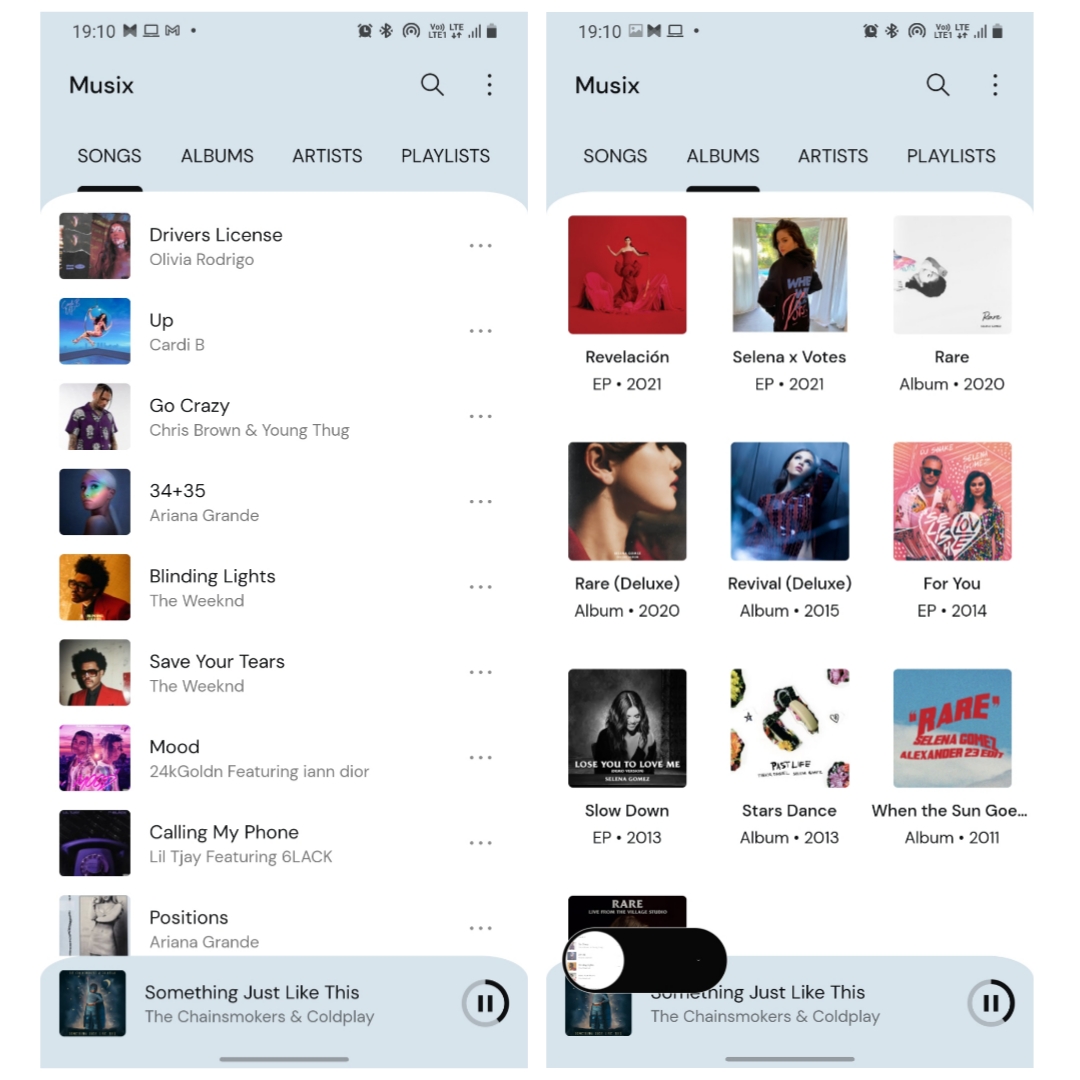 19:10
Musix
SONGS ALBUMS ARTISTS PLAYLISTS
Drivers License
Olivia Rodrigo
Up
Cardi B
Go Crazy
Chris Brown & Young Thug
34+35
Ariana Grande
Blinding Lights
The Weeknd
Save Your Tears
The Weeknd
Mood
24kGoldn Featuring iann dior
Calling My Phone
Lil Tjay Featuring 6LACK
Positions
Ariana Grande
Something Just Like This
The Chainsmokers & Coldplay
19:10
Musix
SONGS ALBUMS ARTISTS PLAYLISTS
Rare
Revelación Selena x Votes Rare
EP • 2021 EP • 2021 Album • 2020
SELENA GOMEZ
SELFISH LOVE
Rare (Deluxe) Revival (Deluxe) For You
Album • 2020 Album • 2015 EP • 2014
LOSE YOU TO LOVE ME
SELENA GOMEZ
PAST LIFE
"RARE"
SELENA GOMEZ
ALEXANDER 23 EDIT
Slow Down Stars Dance When the Sun Goe...
EP • 2013 Album • 2013 Album • 2011
RARE
LIVE FROM THE VILLAGE STUDIO
Something Just Like This
The Chainsmokers & Coldplay